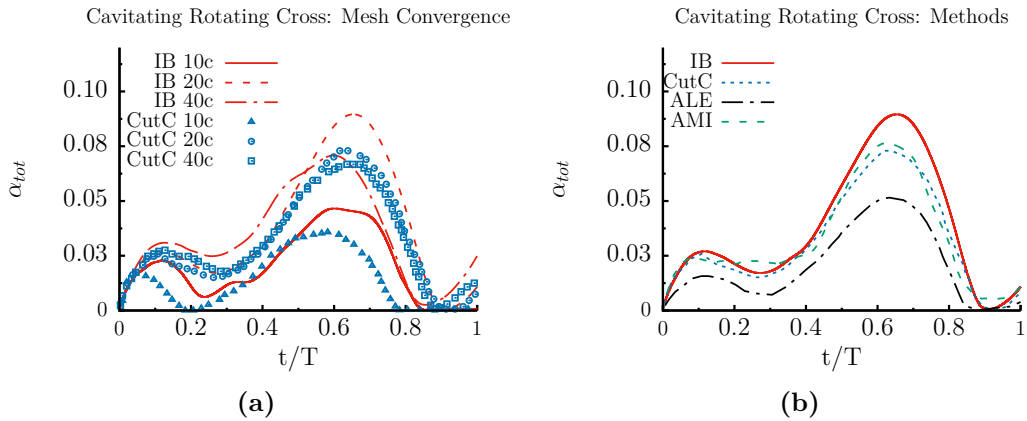 Cavitating Rotating Cross: Mesh Convergence
IB 10c
IB 20c
IB 40c
CutC 10c
CutC 20c
CutC 40c
0.10
0.08
0.05
0.03
0
α_tot
0 0.2 0.4 0.6 0.8 1
t/T
(a)
Cavitating Rotating Cross: Methods
IB
CutC
ALE
AMI
0.10
0.08
0.05
0.03
0
α_tot
0 0.2 0.4 0.6 0.8 1
t/T
(b)